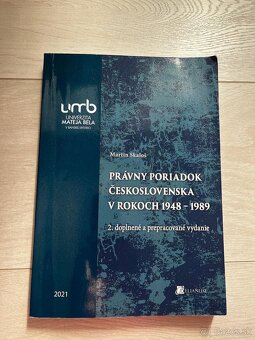 umb
UNIVERZITA
MATEJA BELA
V BANSKEJ BYSTRICI
Martin Skaloš
PRÁVNY PORIADOK
ČESKOSLOVENSKA
V ROKOCH 1948 - 1989
2. doplnené a prepracované vydanie
2021
BELIANUM